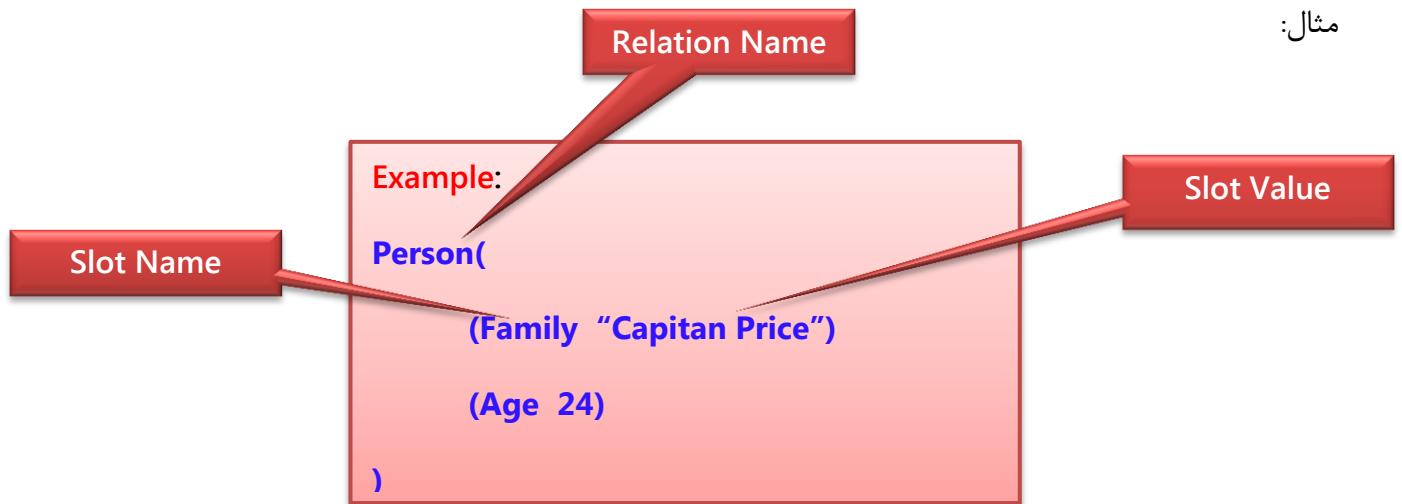 مثال:
Relation Name
Example:
Slot Value
Person(
Slot Name
(Family “Capitan Price”)
(Age 24)
)